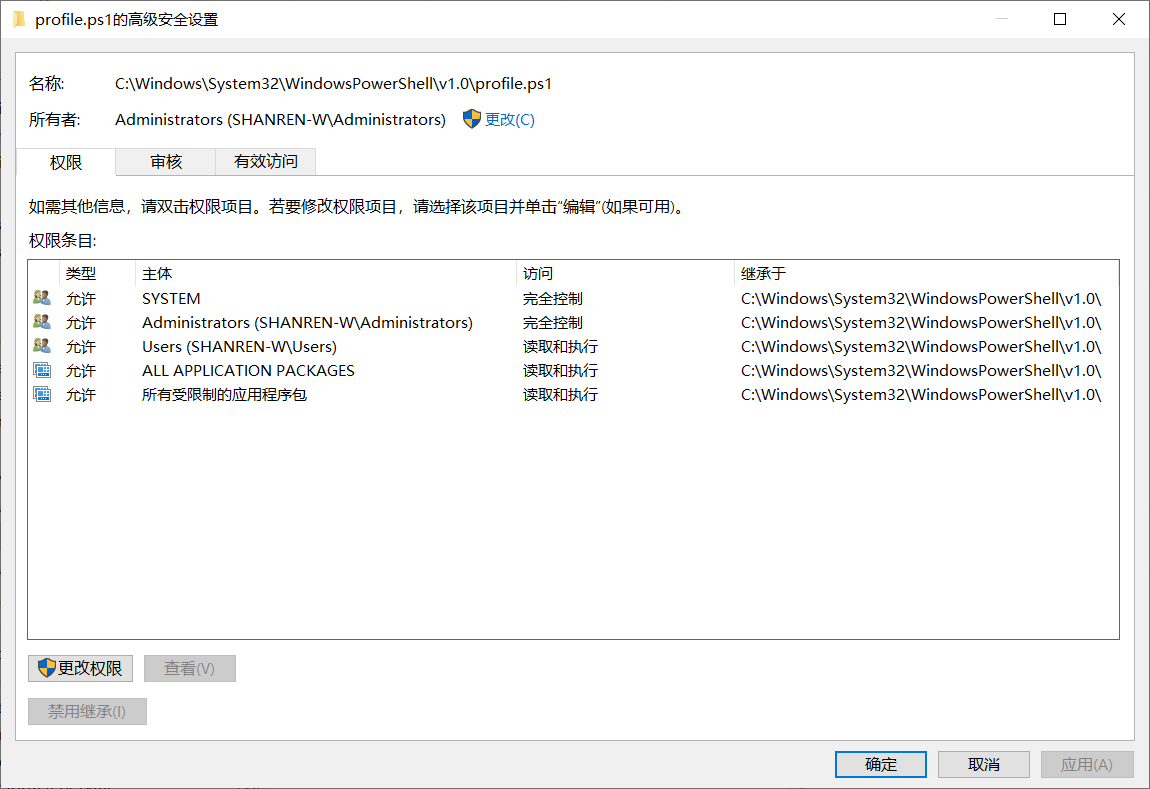 profile.ps1的高级安全设置
名称: C:\Windows\System32\WindowsPowerShell\v1.0\profile.ps1
所有者: Administrators (SHANREN-W\Administrators) 更改(C)
权限 审核 有效访问
如需其他信息，请双击权限项目。若要修改权限项目，请选择该项目并单击“编辑”(如果可用)。
权限条目:
类型 主体 访问 继承于
允许 SYSTEM 完全控制 C:\Windows\System32\WindowsPowerShell\v1.0\
允许 Administrators (SHANREN-W\Administrators) 完全控制 C:\Windows\System32\WindowsPowerShell\v1.0\
允许 Users (SHANREN-W\Users) 读取和执行 C:\Windows\System32\WindowsPowerShell\v1.0\
允许 ALL APPLICATION PACKAGES 读取和执行 C:\Windows\System32\WindowsPowerShell\v1.0\
允许 所有受限制的应用程序包 读取和执行 C:\Windows\System32\WindowsPowerShell\v1.0\
更改权限 查看(V)
禁用继承(I)
确定 取消 应用(A)